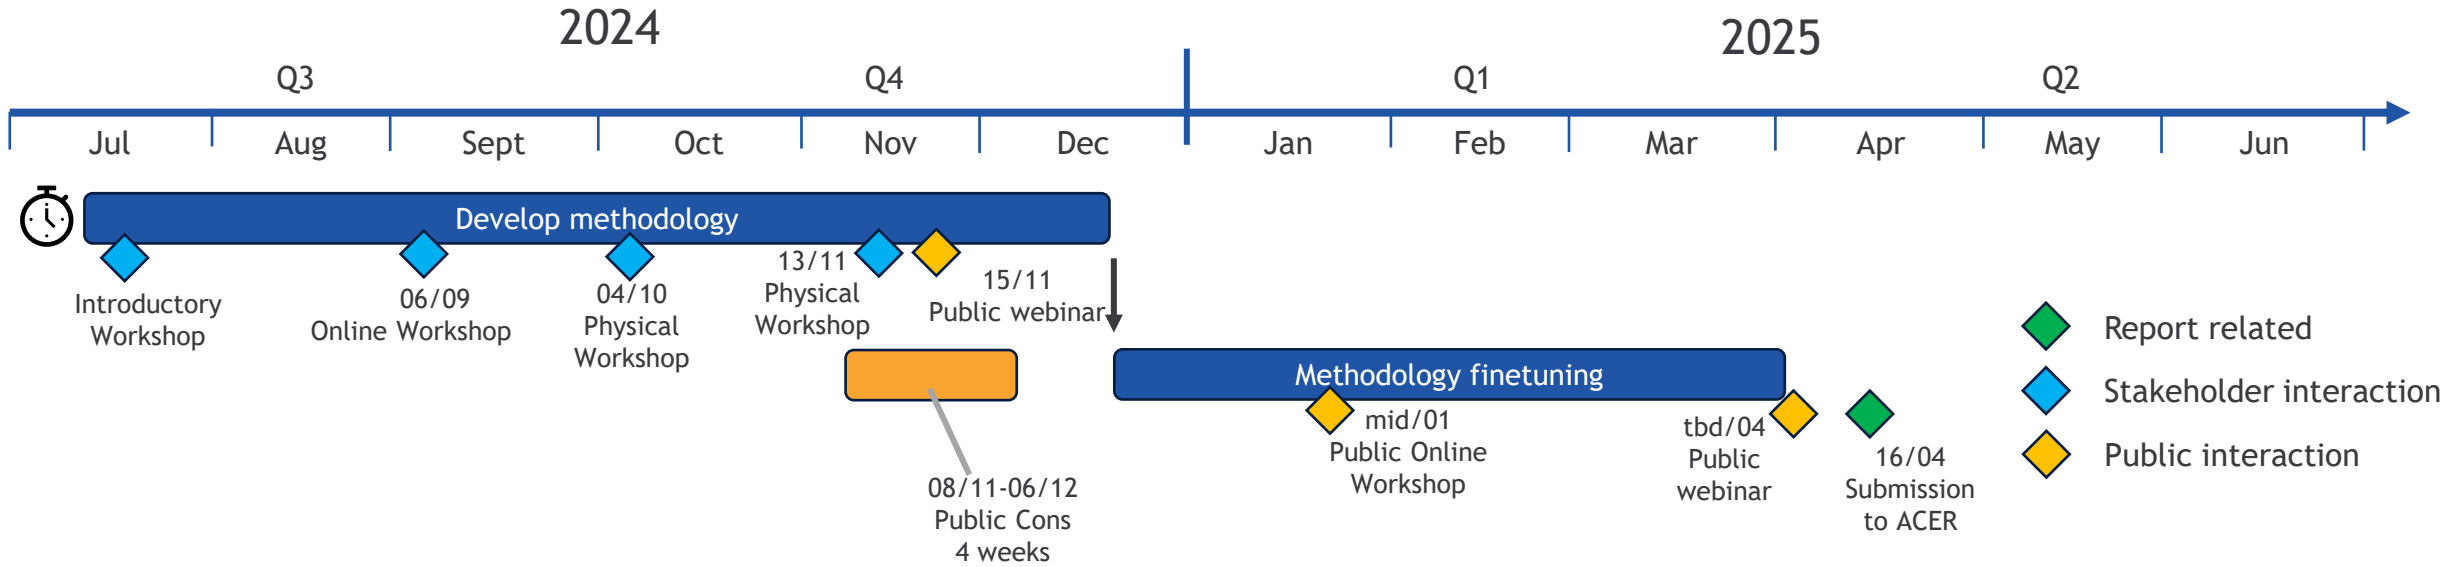 2024
2025
Q3
Q4
Q1
Q2
Jul
Aug
Sept
Oct
Nov
Dec
Jan
Feb
Mar
Apr
May
Jun
Develop methodology
Introductory
Workshop
06/09
Online Workshop
04/10
Physical
Workshop
13/11
Physical
Workshop
15/11
Public webinar
08/11-06/12
Public Cons
4 weeks
Methodology finetuning
mid/01
Public Online
Workshop
tbd/04
Public
webinar
16/04
Submission
to ACER
Report related
Stakeholder interaction
Public interaction